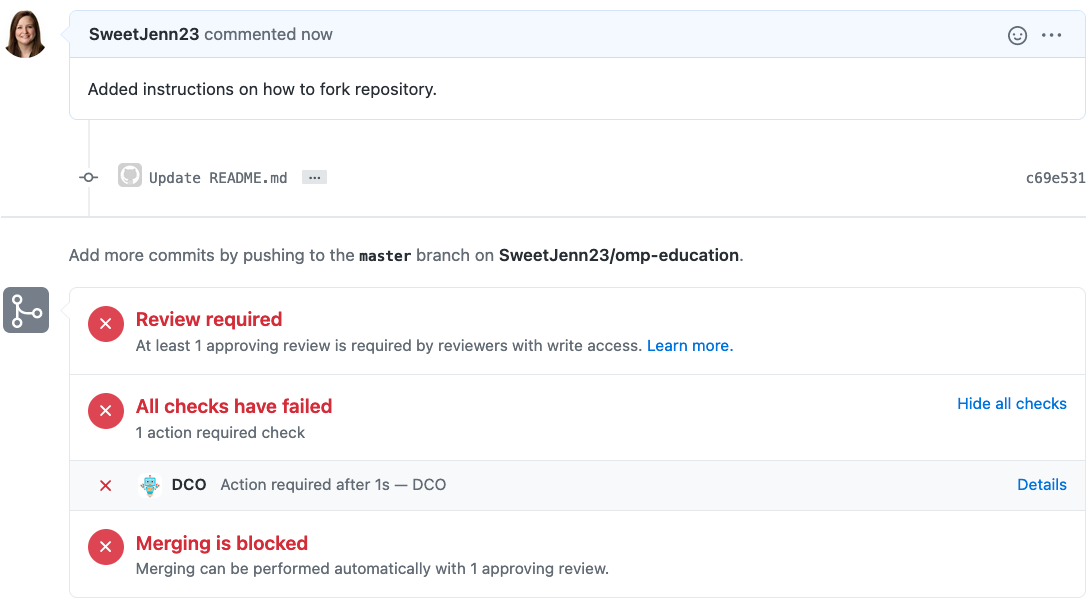 SweetJenn23 commented now
Added instructions on how to fork repository.
Update README.md ... c69e531
Add more commits by pushing to the master branch on SweetJenn23/omp-education.
Review required
At least 1 approving review is required by reviewers with write access. Learn more.
All checks have failed Hide all checks
1 action required check
DCO Action required after 1s — DCO Details
Merging is blocked
Merging can be performed automatically with 1 approving review.